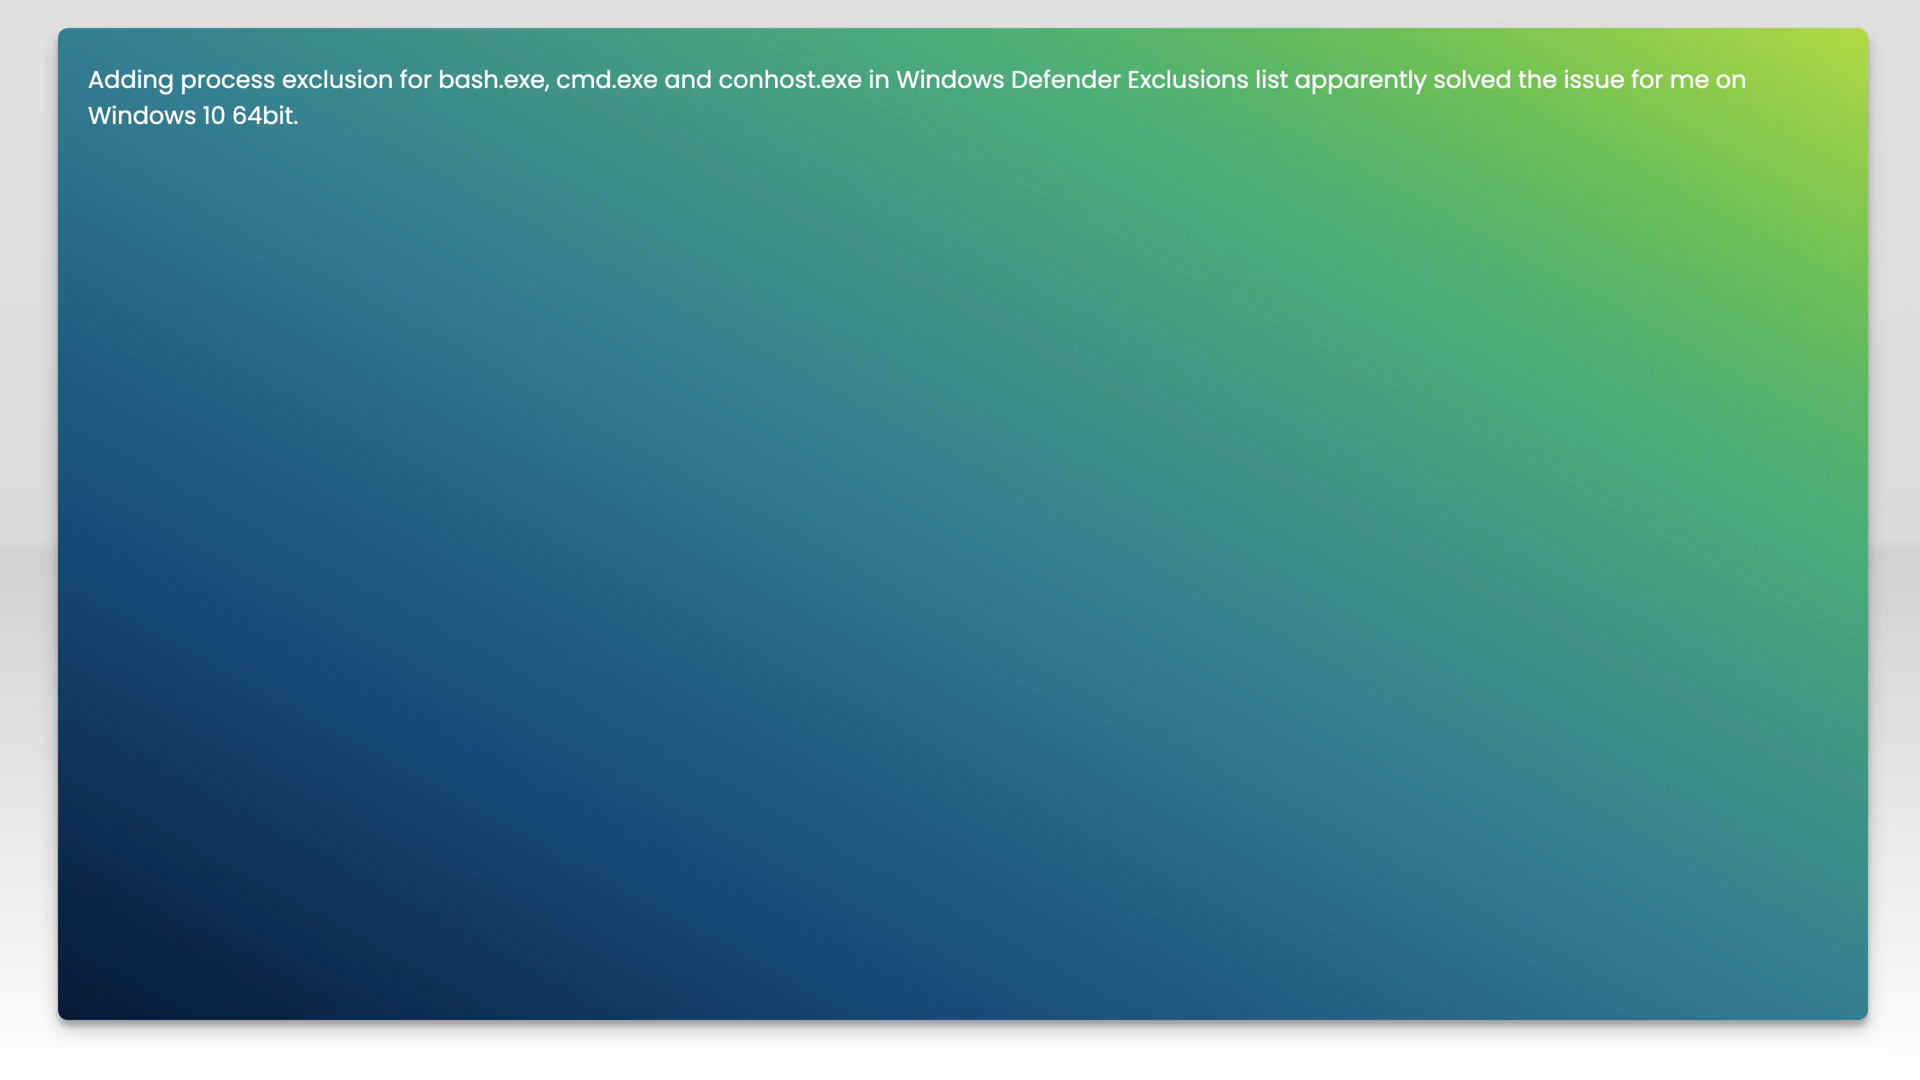 Adding process exclusion for bash.exe, cmd.exe and conhost.exe in Windows Defender Exclusions list apparently solved the issue for me on
Windows 10 64bit.